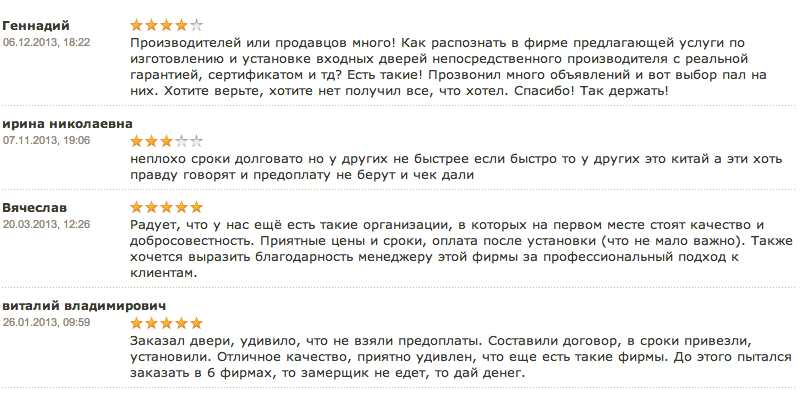 Геннадий
06.12.2013, 18:22
Производителей или продавцов много! Как распознать в фирме предлагающей услуги по
изготовлению и установке входных дверей непосредственного производителя с реальной
гарантией, сертификатом и тд? Есть такие! Прозвонил много объявлений и вот выбор пал на
них. Хотите верьте, хотите нет получил все, что хотел. Спасибо! Так держать!
ирина николаевна
07.11.2013, 19:06
неплохо сроки долговато но у других не быстрее если быстро то у других это китай а эти хоть
правду говорят и предоплату не берут и чек дали
Вячеслав
20.03.2013, 12:26
Радует, что у нас ещё есть такие организации, в которых на первом месте стоят качество и
добросовестность. Приятные цены и сроки, оплата после установки (что не мало важно). Также
хочется выразить благодарность менеджеру этой фирмы за профессиональный подход к
клиентам.
виталий владимирович
26.01.2013, 09:59
Заказал двери, удивило, что не взяли предоплаты. Составили договор, в сроки привезли,
установили. Отличное качество, приятно удивлен, что еще есть такие фирмы. До этого пытался
заказать в 6 фирмах, то замерщик не едет, то дай денег.